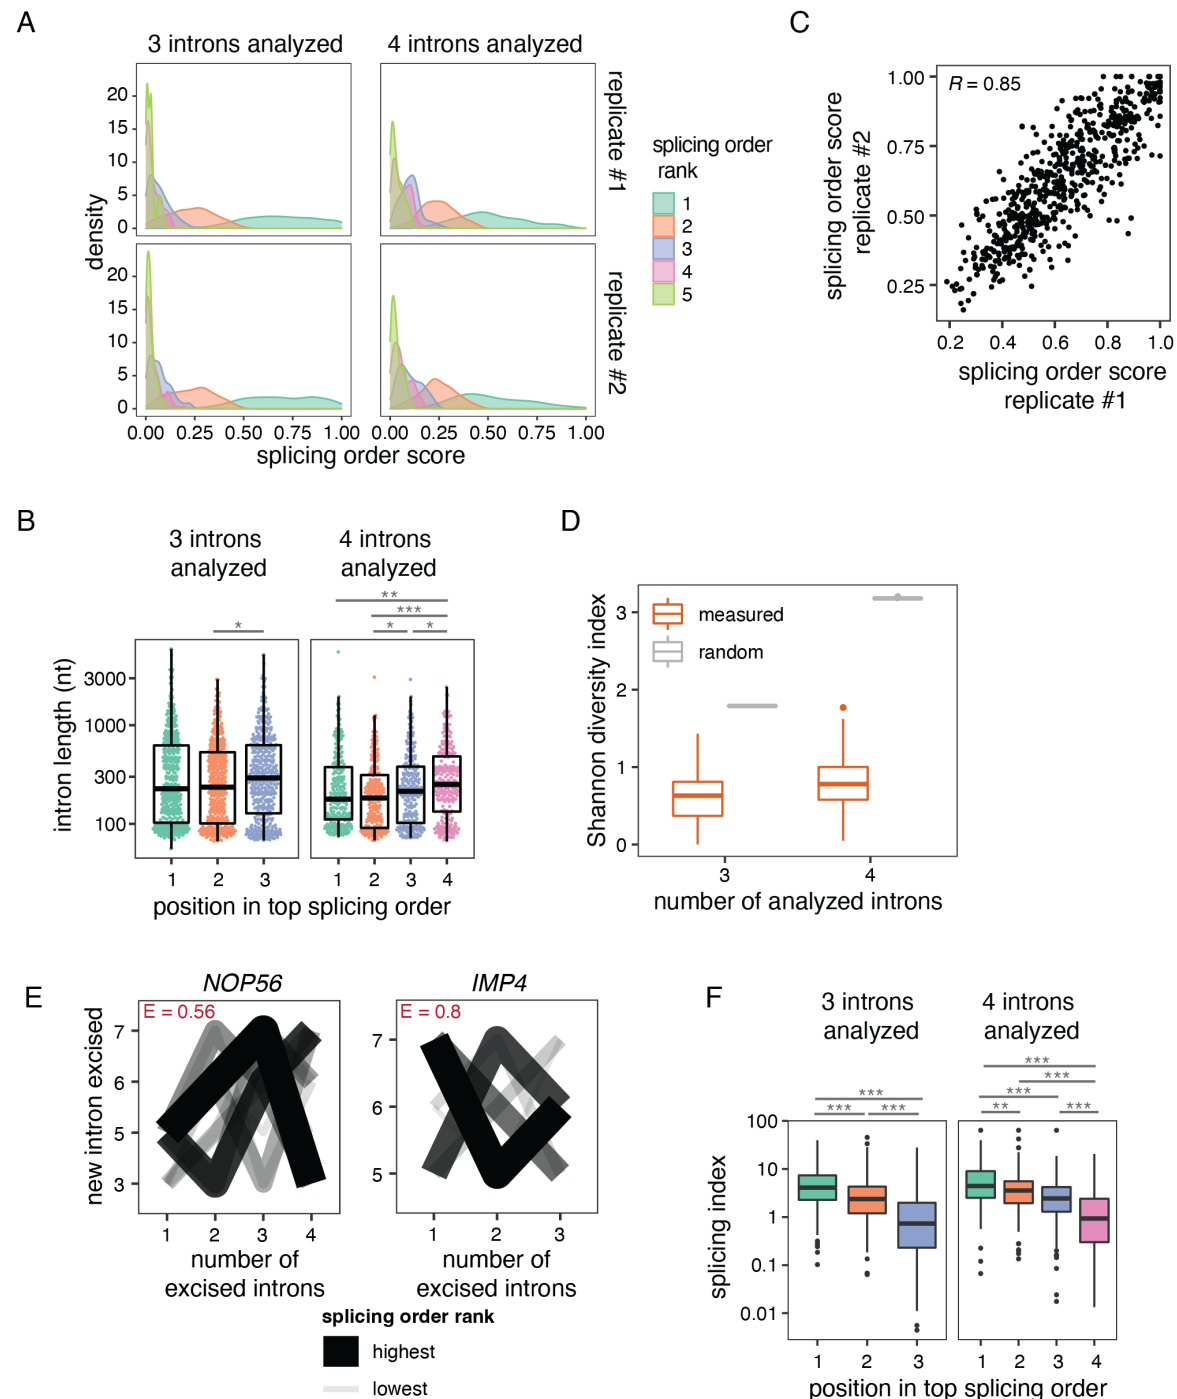 A
3 introns analyzed
4 introns analyzed
20
15
10
5
0
20
15
10
5
0
density
replicate #1
replicate #2
0.00 0.25 0.50 0.75 1.00
0.00 0.25 0.50 0.75 1.00
splicing order score
splicing order
rank
1
2
3
4
5
C
R = 0.85
1.00
0.75
0.50
0.25
splicing order score
replicate #2
0.2 0.4 0.6 0.8 1.0
splicing order score
replicate #1
B
3 introns
analyzed
4 introns
analyzed
*
**
***
* *
intron length (nt)
3000
1000
300
100
1 2 3
1 2 3 4
position in top splicing order
D
Shannon diversity index
3
2
1
0
measured
random
3 4
number of analyzed introns
E
NOP56
E = 0.56
new intron excised
7
6
5
3
1 2 3 4
number of
excised introns
IMP4
E = 0.8
7
6
5
1 2 3
number of
excised introns
splicing order rank
highest
lowest
F
3 introns
analyzed
4 introns
analyzed
***
*** ***
***
***
***
** ***
splicing index
100
10
1
0.1
0.01
1 2 3
1 2 3 4
position in top splicing order